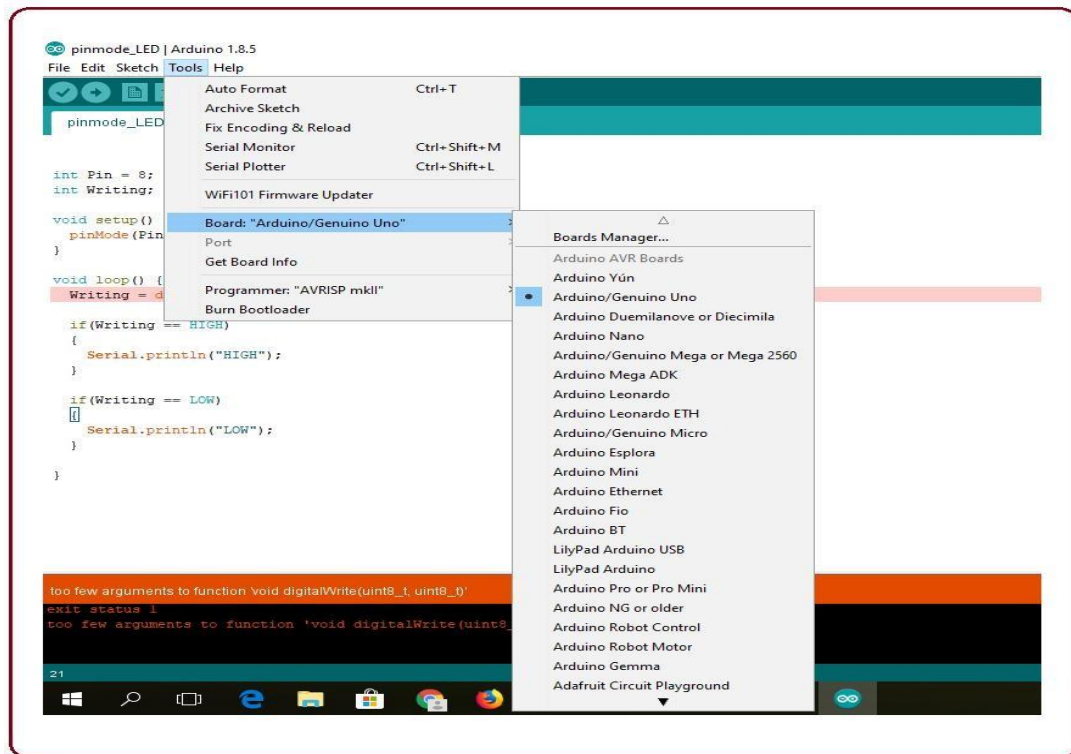 pinmode_LED | Arduino 1.8.5
File Edit Sketch Tools Help
pinmode_LED
Auto Format Ctrl+T
Archive Sketch
Fix Encoding & Reload
Serial Monitor Ctrl+Shift+M
Serial Plotter Ctrl+Shift+L
WiFi101 Firmware Updater
Board: "Arduino/Genuino Uno"
Port
Get Board Info
Programmer: "AVRISP mkII"
Burn Bootloader
int Pin = 8;
int Writing;
void setup()
pinMode(Pin
}
void loop() {
Writing = d
if(Writing == HIGH)
{
Serial.println("HIGH");
}
if(Writing == LOW)
{
Serial.println("LOW");
}
}
Boards Manager...
Arduino AVR Boards
Arduino Yún
Arduino/Genuino Uno
Arduino Duemilanove or Diecimila
Arduino Nano
Arduino/Genuino Mega or Mega 2560
Arduino Mega ADK
Arduino Leonardo
Arduino Leonardo ETH
Arduino/Genuino Micro
Arduino Esplora
Arduino Mini
Arduino Ethernet
Arduino Fio
Arduino BT
LilyPad Arduino USB
LilyPad Arduino
Arduino Pro or Pro Mini
Arduino NG or older
Arduino Robot Control
Arduino Robot Motor
Arduino Gemma
Adafruit Circuit Playground
too few arguments to function 'void digitalWrite(uint8_t, uint8_t)'
exit status 1
too few arguments to function 'void digitalWrite(uint8_
21